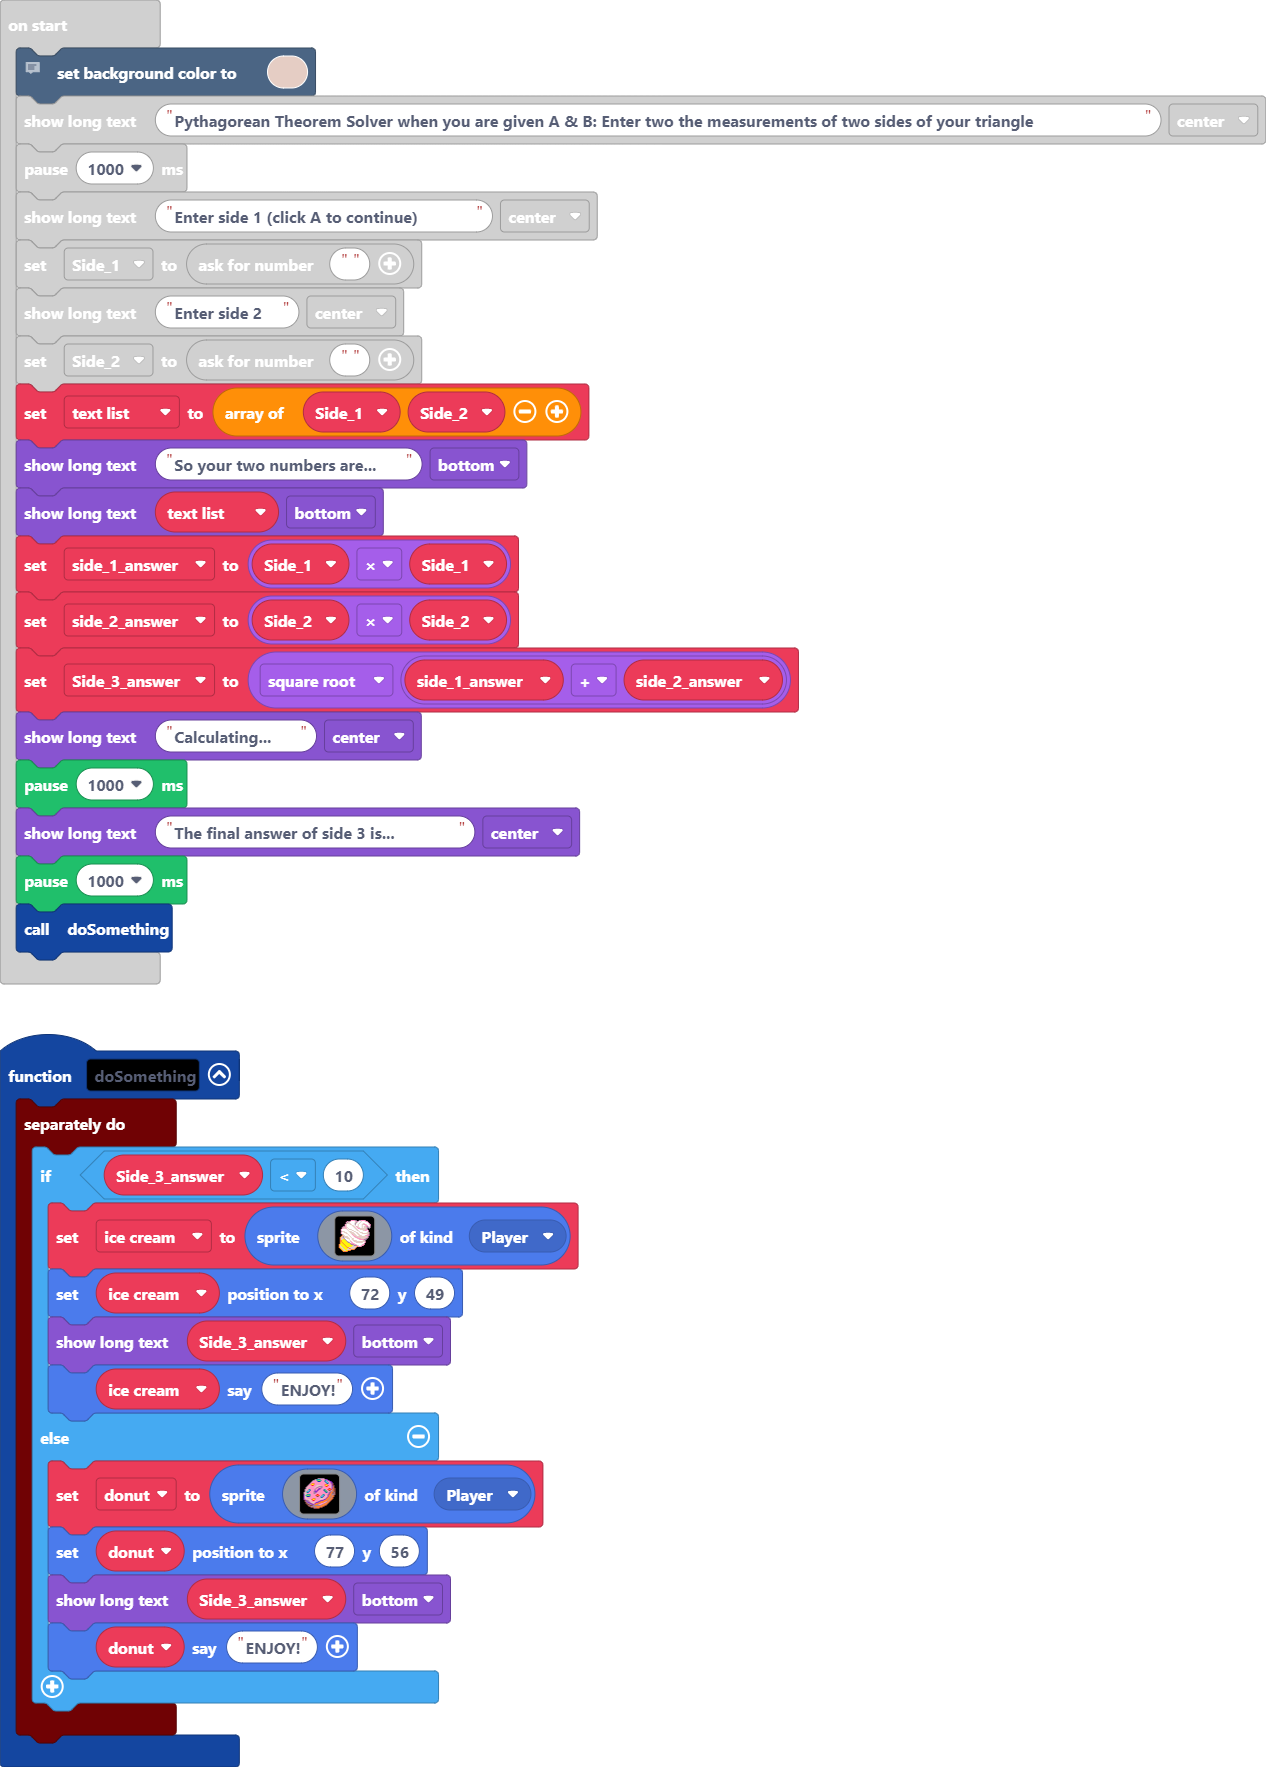 on start
set background color to
show long text "Pythagorean Theorem Solver when you are given A & B: Enter two the measurements of two sides of your triangle" center
pause 1000 ms
show long text "Enter side 1 (click A to continue)" center
set Side_1 to ask for number " "
show long text "Enter side 2" center
set Side_2 to ask for number " "
set text list to array of Side_1 Side_2
show long text "So your two numbers are..." bottom
show long text text list bottom
set side_1_answer to Side_1 × Side_1
set side_2_answer to Side_2 × Side_2
set Side_3_answer to square root side_1_answer + side_2_answer
show long text "Calculating..." center
pause 1000 ms
show long text "The final answer of side 3 is..." center
pause 1000 ms
call doSomething
function doSomething
separately do
if Side_3_answer < 10 then
set ice cream to sprite of kind Player
set ice cream position to x 72 y 49
show long text Side_3_answer bottom
ice cream say "ENJOY!"
else
set donut to sprite of kind Player
set donut position to x 77 y 56
show long text Side_3_answer bottom
donut say "ENJOY!"